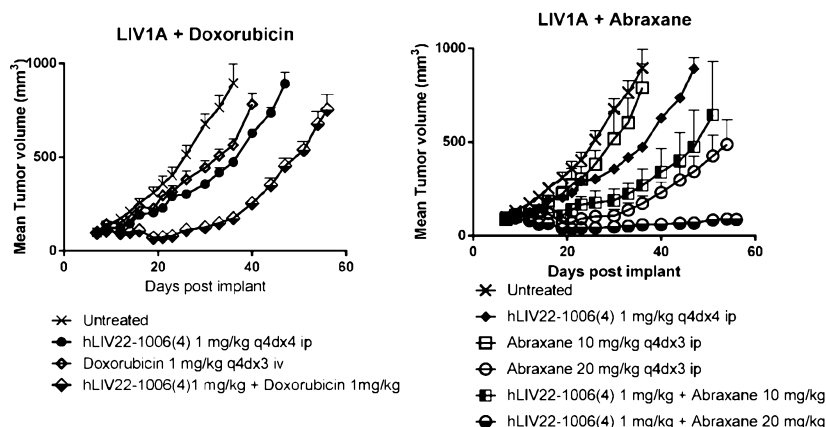 LIV1A + Doxorubicin
Mean Tumor volume (mm3)
1000
500
0
0
20
40
60
Days post implant
Untreated
hLIV22-1006(4) 1 mg/kg q4dx4 ip
Doxorubicin 1 mg/kg q4dx3 iv
hLIV22-1006(4)1 mg/kg + Doxorubicin 1mg/kg
LIV1A + Abraxane
Mean Tumor volume (mm3)
1000
500
0
0
20
40
60
Days post implant
Untreated
hLIV22-1006(4) 1 mg/kg q4dx4 ip
Abraxane 10 mg/kg q4dx3 ip
Abraxane 20 mg/kg q4dx3 ip
hLIV22-1006(4) 1 mg/kg + Abraxane 10 mg/kg
hLIV22-1006(4) 1 mg/kg + Abraxane 20 mg/kg